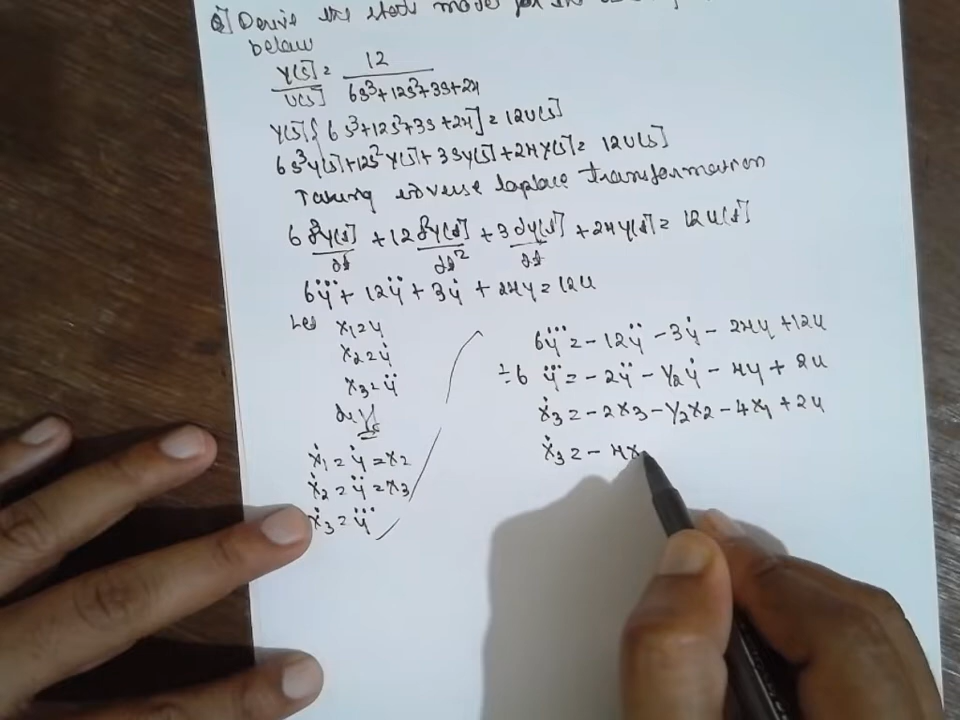 Q] Derive the state model for the
below
Y[s] = 12
U[s] 6s³+12s²+3s+24
Y[s] [6s³+12s²+3s+24] = 12U[s]
6s³Y[s]+12s²Y[s]+3sY[s]+24Y[s] = 12U[s]
Taking inverse laplace transformation
6 d³y[t] + 12 d²y[t] + 3 dy[t] + 24y[t] = 12u[t]
dt dt² dt
6y⃛ + 12ÿ + 3ẏ + 24y = 12u
Let x1=y
x2=ẏ
x3=ÿ
ẋ1=ẏ=x2
ẋ2=ÿ=x3
ẋ3=y⃛
6y⃛ = -12ÿ - 3ẏ - 24y + 12u
÷6 y⃛ = -2ÿ - 1/2ẏ - 4y + 2u
ẋ3 = -2x3 - 1/2x2 - 4x1 + 2u
ẋ3 = - 4x